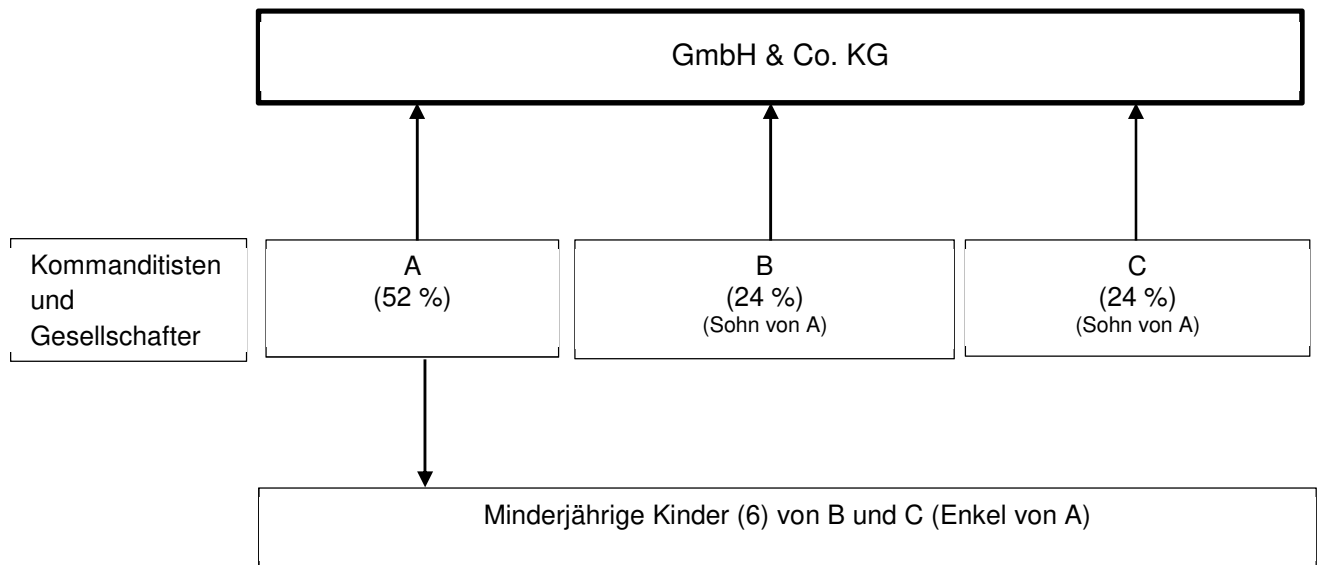 GmbH & Co. KG
Kommanditisten
und
Gesellschafter
A
(52 %)
B
(24 %)
(Sohn von A)
C
(24 %)
(Sohn von A)
Minderjährige Kinder (6) von B und C (Enkel von A)